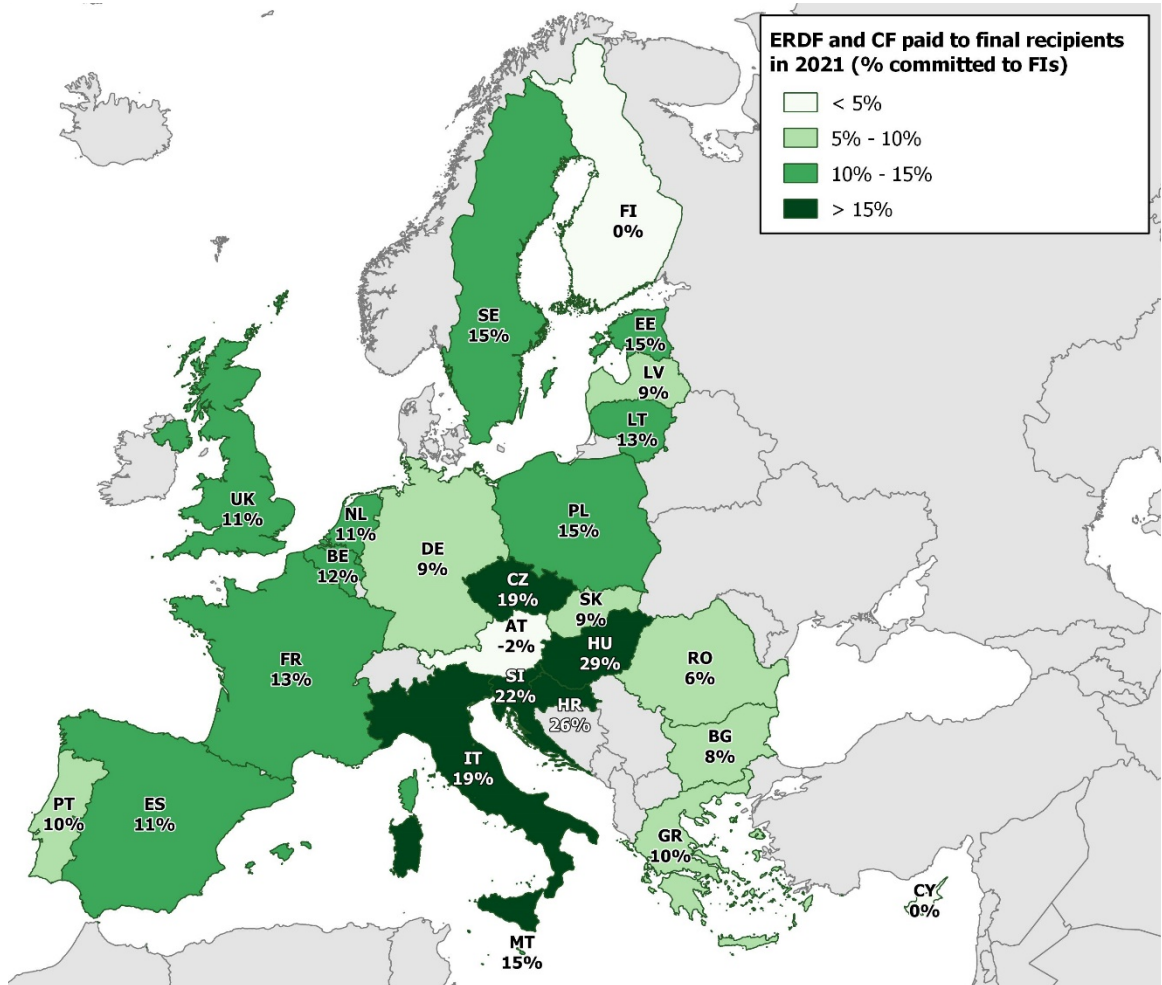 ERDF and CF paid to final recipients
in 2021 (% committed to FIs)
< 5%
5% - 10%
10% - 15%
> 15%
FI
0%
SE
15%
EE
15%
LV
9%
LT
13%
UK
11%
NL
11%
BE
12%
DE
9%
PL
15%
CZ
19%
SK
9%
AT
-2%
HU
29%
FR
13%
SI
22%
HR
26%
RO
6%
IT
19%
BG
8%
PT
10%
ES
11%
GR
10%
CY
0%
MT
15%